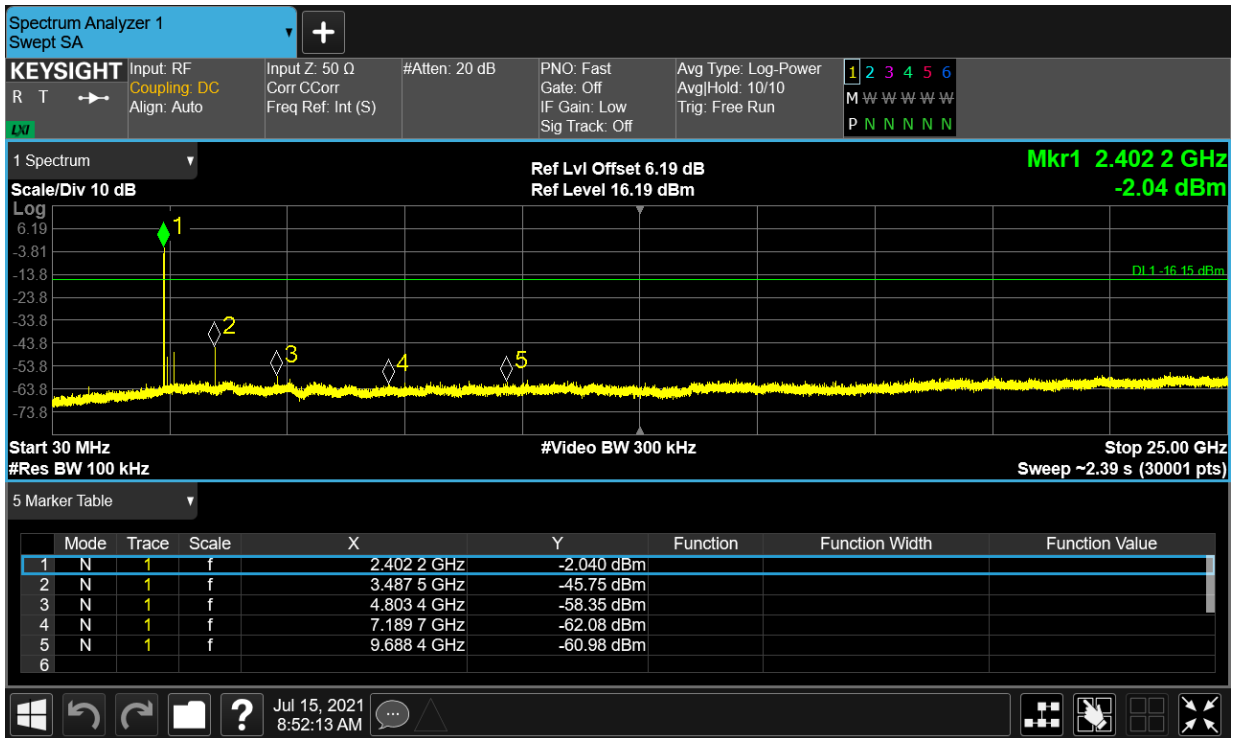 Spectrum Analyzer 1
Swept SA
KEYSIGHT Input: RF Input Z: 50 Ω #Atten: 20 dB PNO: Fast Avg Type: Log-Power 1 2 3 4 5 6
R T Coupling: DC Corr CCorr Gate: Off Avg|Hold: 10/10 M W W W W W
Align: Auto Freq Ref: Int (S) IF Gain: Low Trig: Free Run
LXI Sig Track: Off P N N N N N N
1 Spectrum Ref Lvl Offset 6.19 dB Mkr1 2.402 2 GHz
Scale/Div 10 dB Ref Level 16.19 dBm -2.04 dBm
Log
1
6.19
-3.81
DL1 -16.15 dBm
-13.8
-23.8
-33.8
2
-43.8
3
-53.8
4
5
-63.8
-73.8
Start 30 MHz #Video BW 300 kHz Stop 25.00 GHz
#Res BW 100 kHz Sweep ~2.39 s (30001 pts)
5 Marker Table
Mode Trace Scale X Y Function Function Width Function Value
1 N 1 f 2.402 2 GHz -2.040 dBm
2 N 1 f 3.487 5 GHz -45.75 dBm
3 N 1 f 4.803 4 GHz -58.35 dBm
4 N 1 f 7.189 7 GHz -62.08 dBm
5 N 1 f 9.688 4 GHz -60.98 dBm
6
? Jul 15, 2021
8:52:13 AM